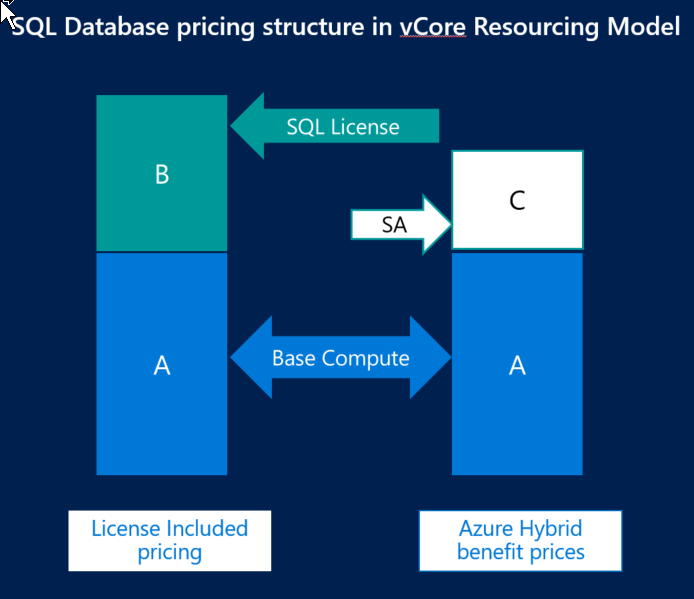 SQL Database pricing structure in vCore Resourcing Model
SQL License
B
C
SA
Base Compute
A
A
License Included
pricing
Azure Hybrid
benefit prices